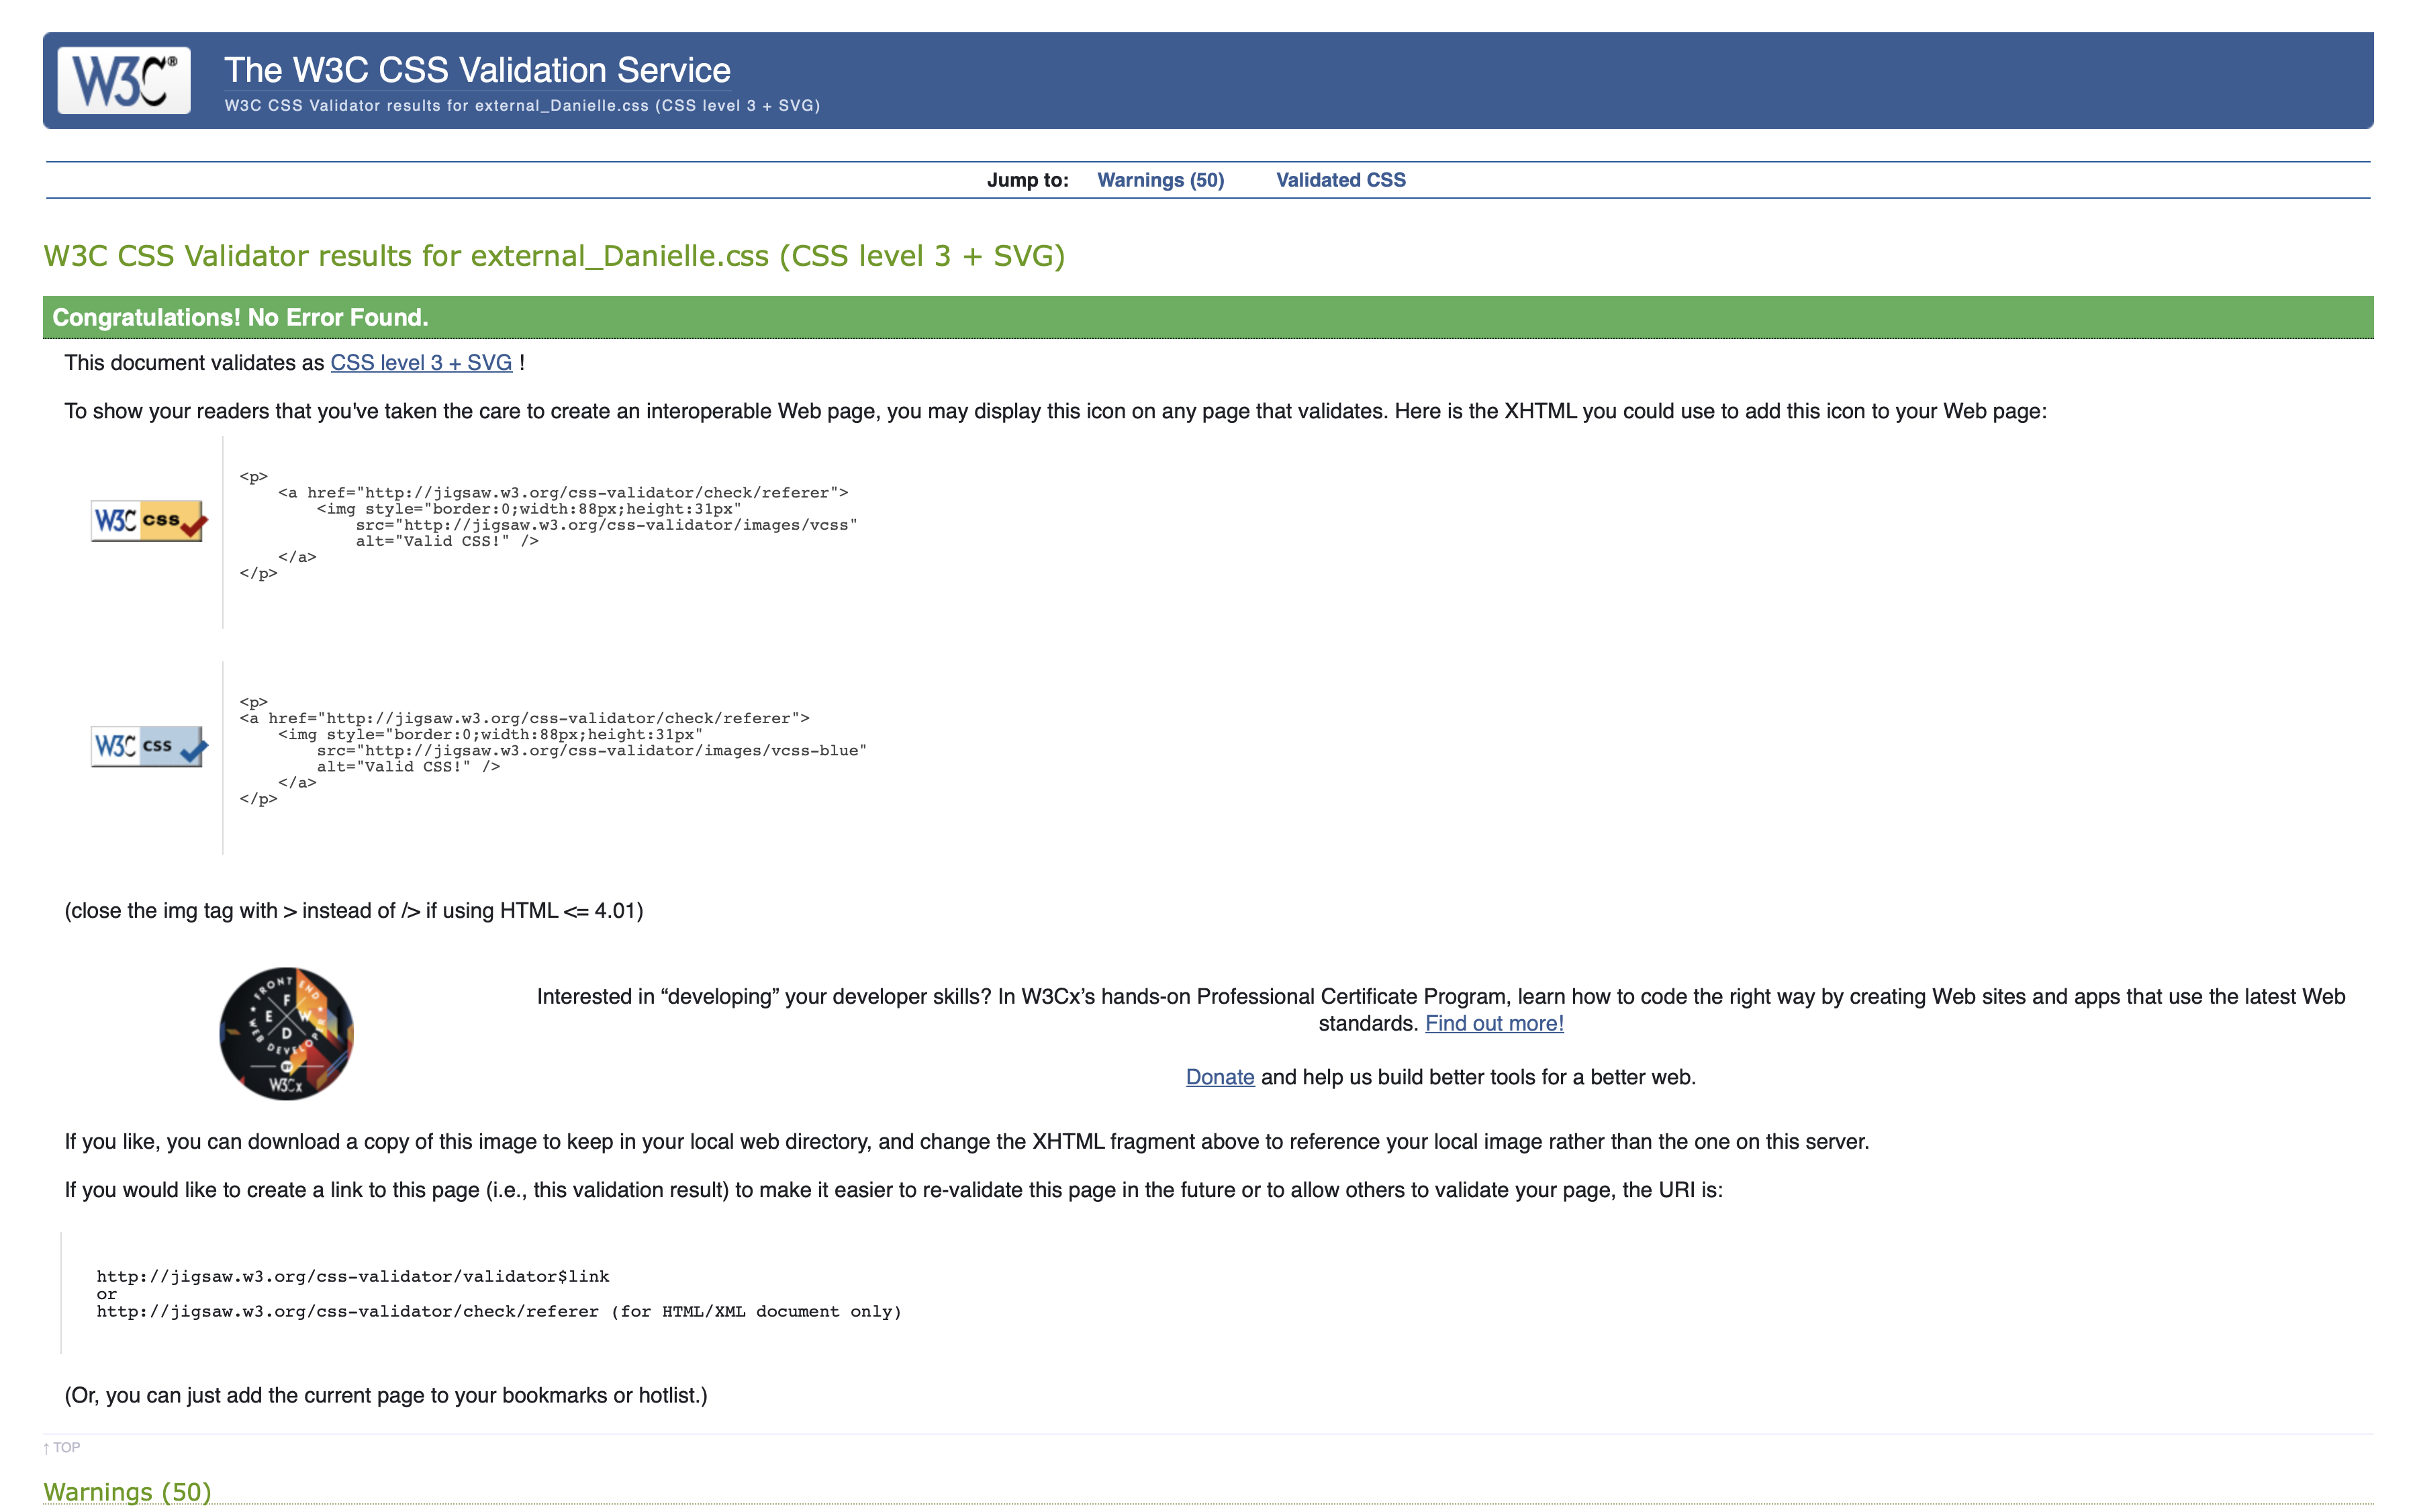 W3C®
The W3C CSS Validation Service
W3C CSS Validator results for external_Danielle.css (CSS level 3 + SVG)
Jump to: Warnings (50) Validated CSS
W3C CSS Validator results for external_Danielle.css (CSS level 3 + SVG)
Congratulations! No Error Found.
This document validates as CSS level 3 + SVG !
To show your readers that you've taken the care to create an interoperable Web page, you may display this icon on any page that validates. Here is the XHTML you could use to add this icon to your Web page:
W3C css
<p>
    <a href="http://jigsaw.w3.org/css-validator/check/referer">
        <img style="border:0;width:88px;height:31px"
            src="http://jigsaw.w3.org/css-validator/images/vcss"
            alt="Valid CSS!" />
    </a>
</p>
W3C css
<p>
<a href="http://jigsaw.w3.org/css-validator/check/referer">
    <img style="border:0;width:88px;height:31px"
        src="http://jigsaw.w3.org/css-validator/images/vcss-blue"
        alt="Valid CSS!" />
    </a>
</p>
(close the img tag with > instead of /> if using HTML <= 4.01)
FRONT END
WEB DEVELOPER
F E W D
BY
W3Cx
Interested in “developing” your developer skills? In W3Cx’s hands-on Professional Certificate Program, learn how to code the right way by creating Web sites and apps that use the latest Web
standards. Find out more!
Donate and help us build better tools for a better web.
If you like, you can download a copy of this image to keep in your local web directory, and change the XHTML fragment above to reference your local image rather than the one on this server.
If you would like to create a link to this page (i.e., this validation result) to make it easier to re-validate this page in the future or to allow others to validate your page, the URI is:
http://jigsaw.w3.org/css-validator/validator$link
or
http://jigsaw.w3.org/css-validator/check/referer (for HTML/XML document only)
(Or, you can just add the current page to your bookmarks or hotlist.)
↑ TOP
Warnings (50)